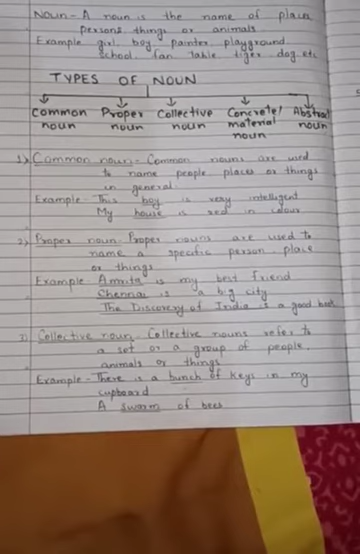 Noun - A noun is the name of place
persons, things or animals
Example girl, boy, painter, playground
school, fan, table tiger dog etc
TYPES OF NOUN
Common noun
Proper noun
Collective noun
Concrete/ material noun
Abstract noun
1) Common noun - Common nouns are used
to name people, places or things
in general.
Example - This boy is very intelligent
My house is red in colour
2) Proper noun - Proper nouns are used to
name a specific person, place
or things
Example - Amrita is my best friend
Chennai is a big city
The Discovery of India is a good book
Collective noun - Collective nouns refer to
a set or a group of people,
animals or things
Example - There is a bunch of keys in my
cupboard
A swarm of bees